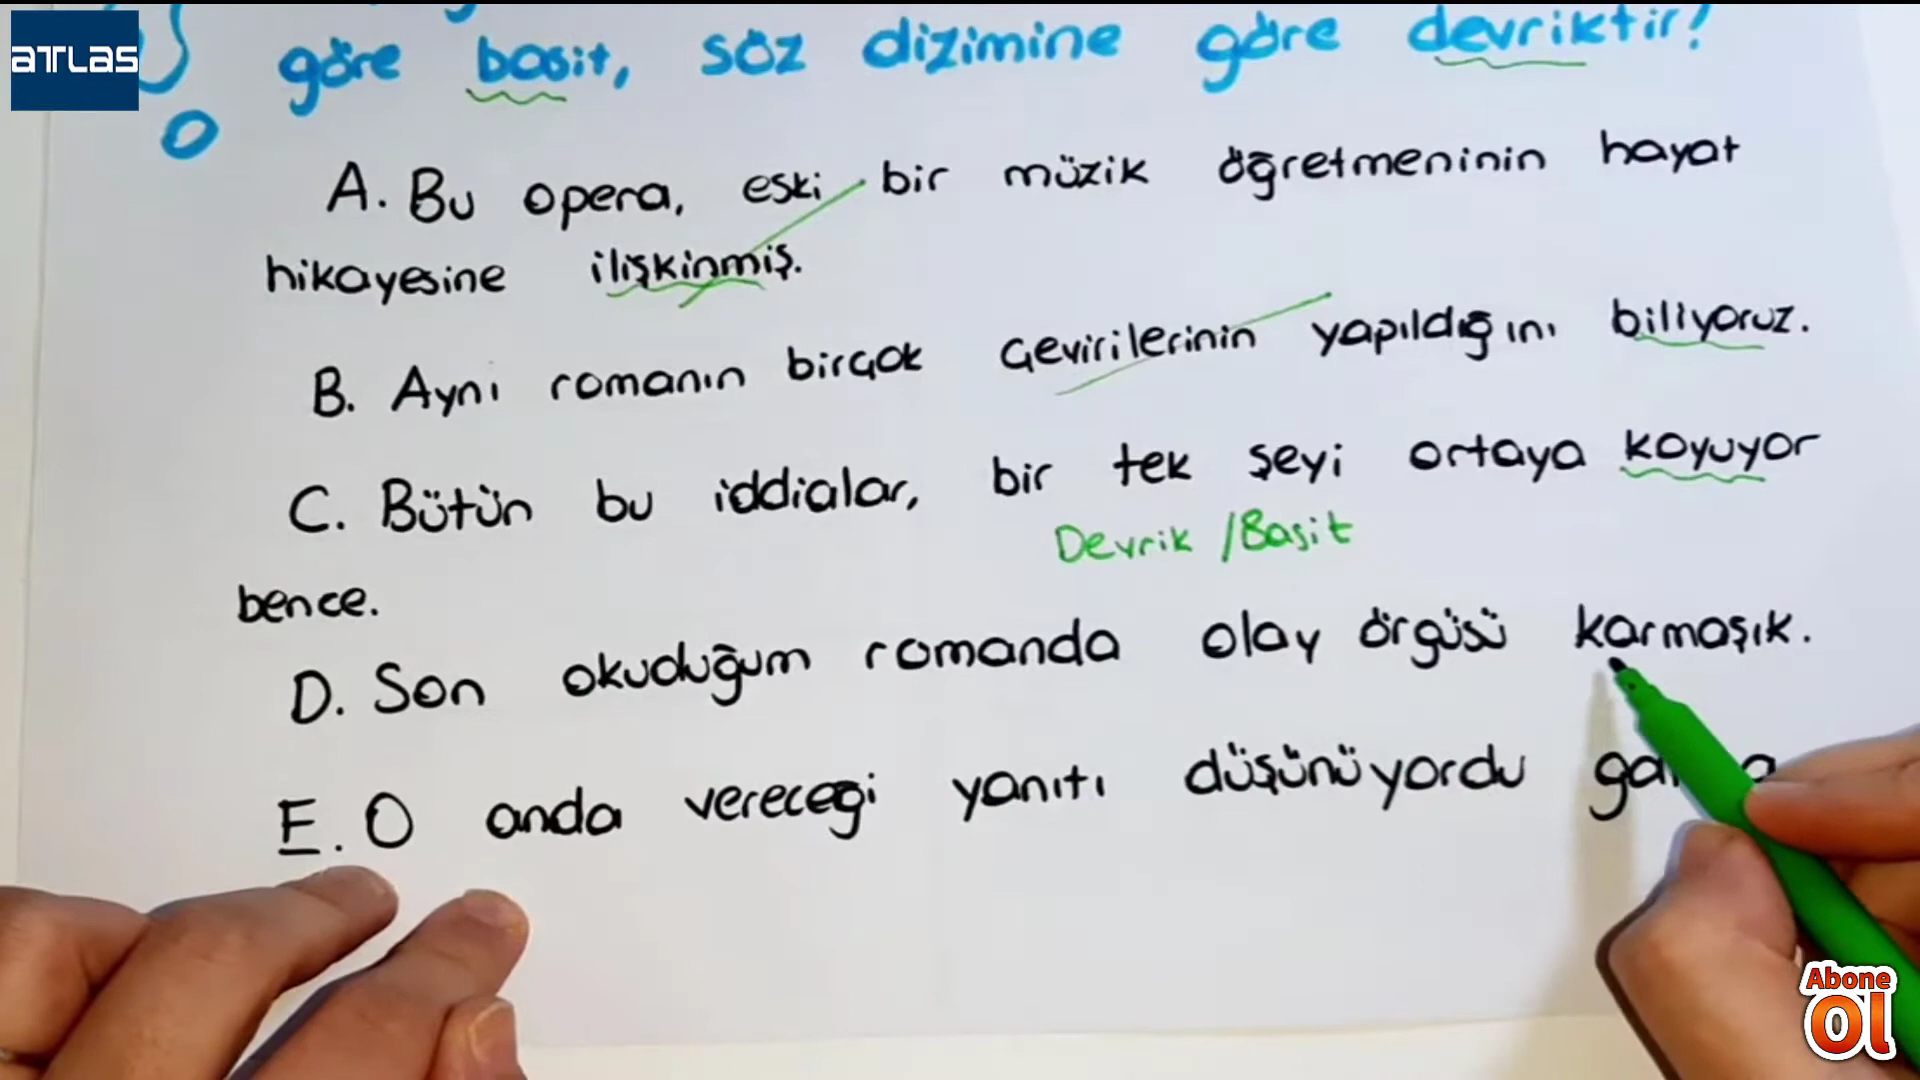 ATLAS
göre basit, söz dizimine göre devriktir?
A. Bu opera, eski bir müzik öğretmeninin hayat
hikayesine ilişkinmiş.
B. Aynı romanın birçok çevirilerinin yapıldığını biliyoruz.
C. Bütün bu iddialar, bir tek şeyi ortaya koyuyor
Devrik / Basit
bence.
D. Son okuduğum romanda olay örgüsü karmaşık.
E. O anda vereceği yanıtı düşünüyordu
Abone
Ol